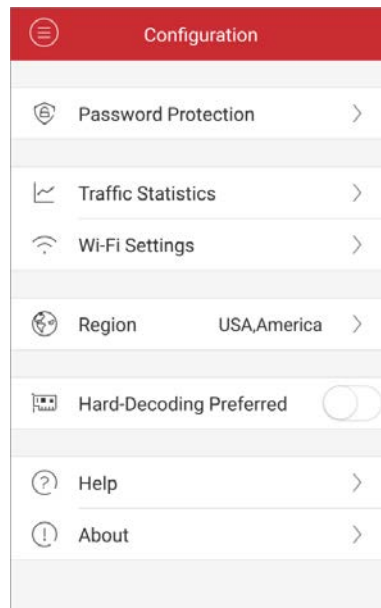 Configuration
Password Protection
Traffic Statistics
Wi-Fi Settings
Region USA,America
Hard-Decoding Preferred
Help
About